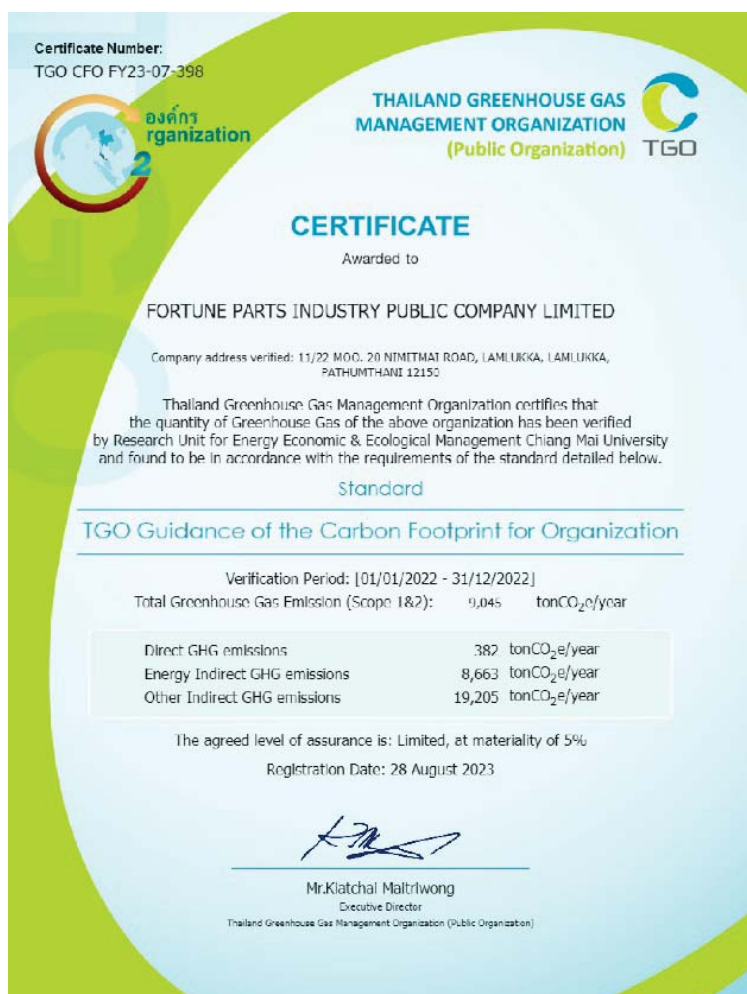 Certificate Number:
TGO CFO FY23-07-398
องค์กร
rganization
2
THAILAND GREENHOUSE GAS
MANAGEMENT ORGANIZATION
(Public Organization)
TGO
CERTIFICATE
Awarded to
FORTUNE PARTS INDUSTRY PUBLIC COMPANY LIMITED
Company address verified: 11/22 MOO. 20 NIMITMAI ROAD, LAMLUKKA, LAMLUKKA,
PATHUMTHANI 12150
Thailand Greenhouse Gas Management Organization certifies that
the quantity of Greenhouse Gas of the above organization has been verified
by Research Unit for Energy Economic & Ecological Management Chiang Mai University
and found to be in accordance with the requirements of the standard detailed below.
Standard
TGO Guidance of the Carbon Footprint for Organization
Verification Period: [01/01/2022 - 31/12/2022]
Total Greenhouse Gas Emission (Scope 1&2): 9,045 tonCO₂e/year
Direct GHG emissions 382 tonCO₂e/year
Energy Indirect GHG emissions 8,663 tonCO₂e/year
Other Indirect GHG emissions 19,205 tonCO₂e/year
The agreed level of assurance is: Limited, at materiality of 5%
Registration Date: 28 August 2023
Mr.Kiatchai Maitriwong
Executive Director
Thailand Greenhouse Gas Management Organization (Public Organization)